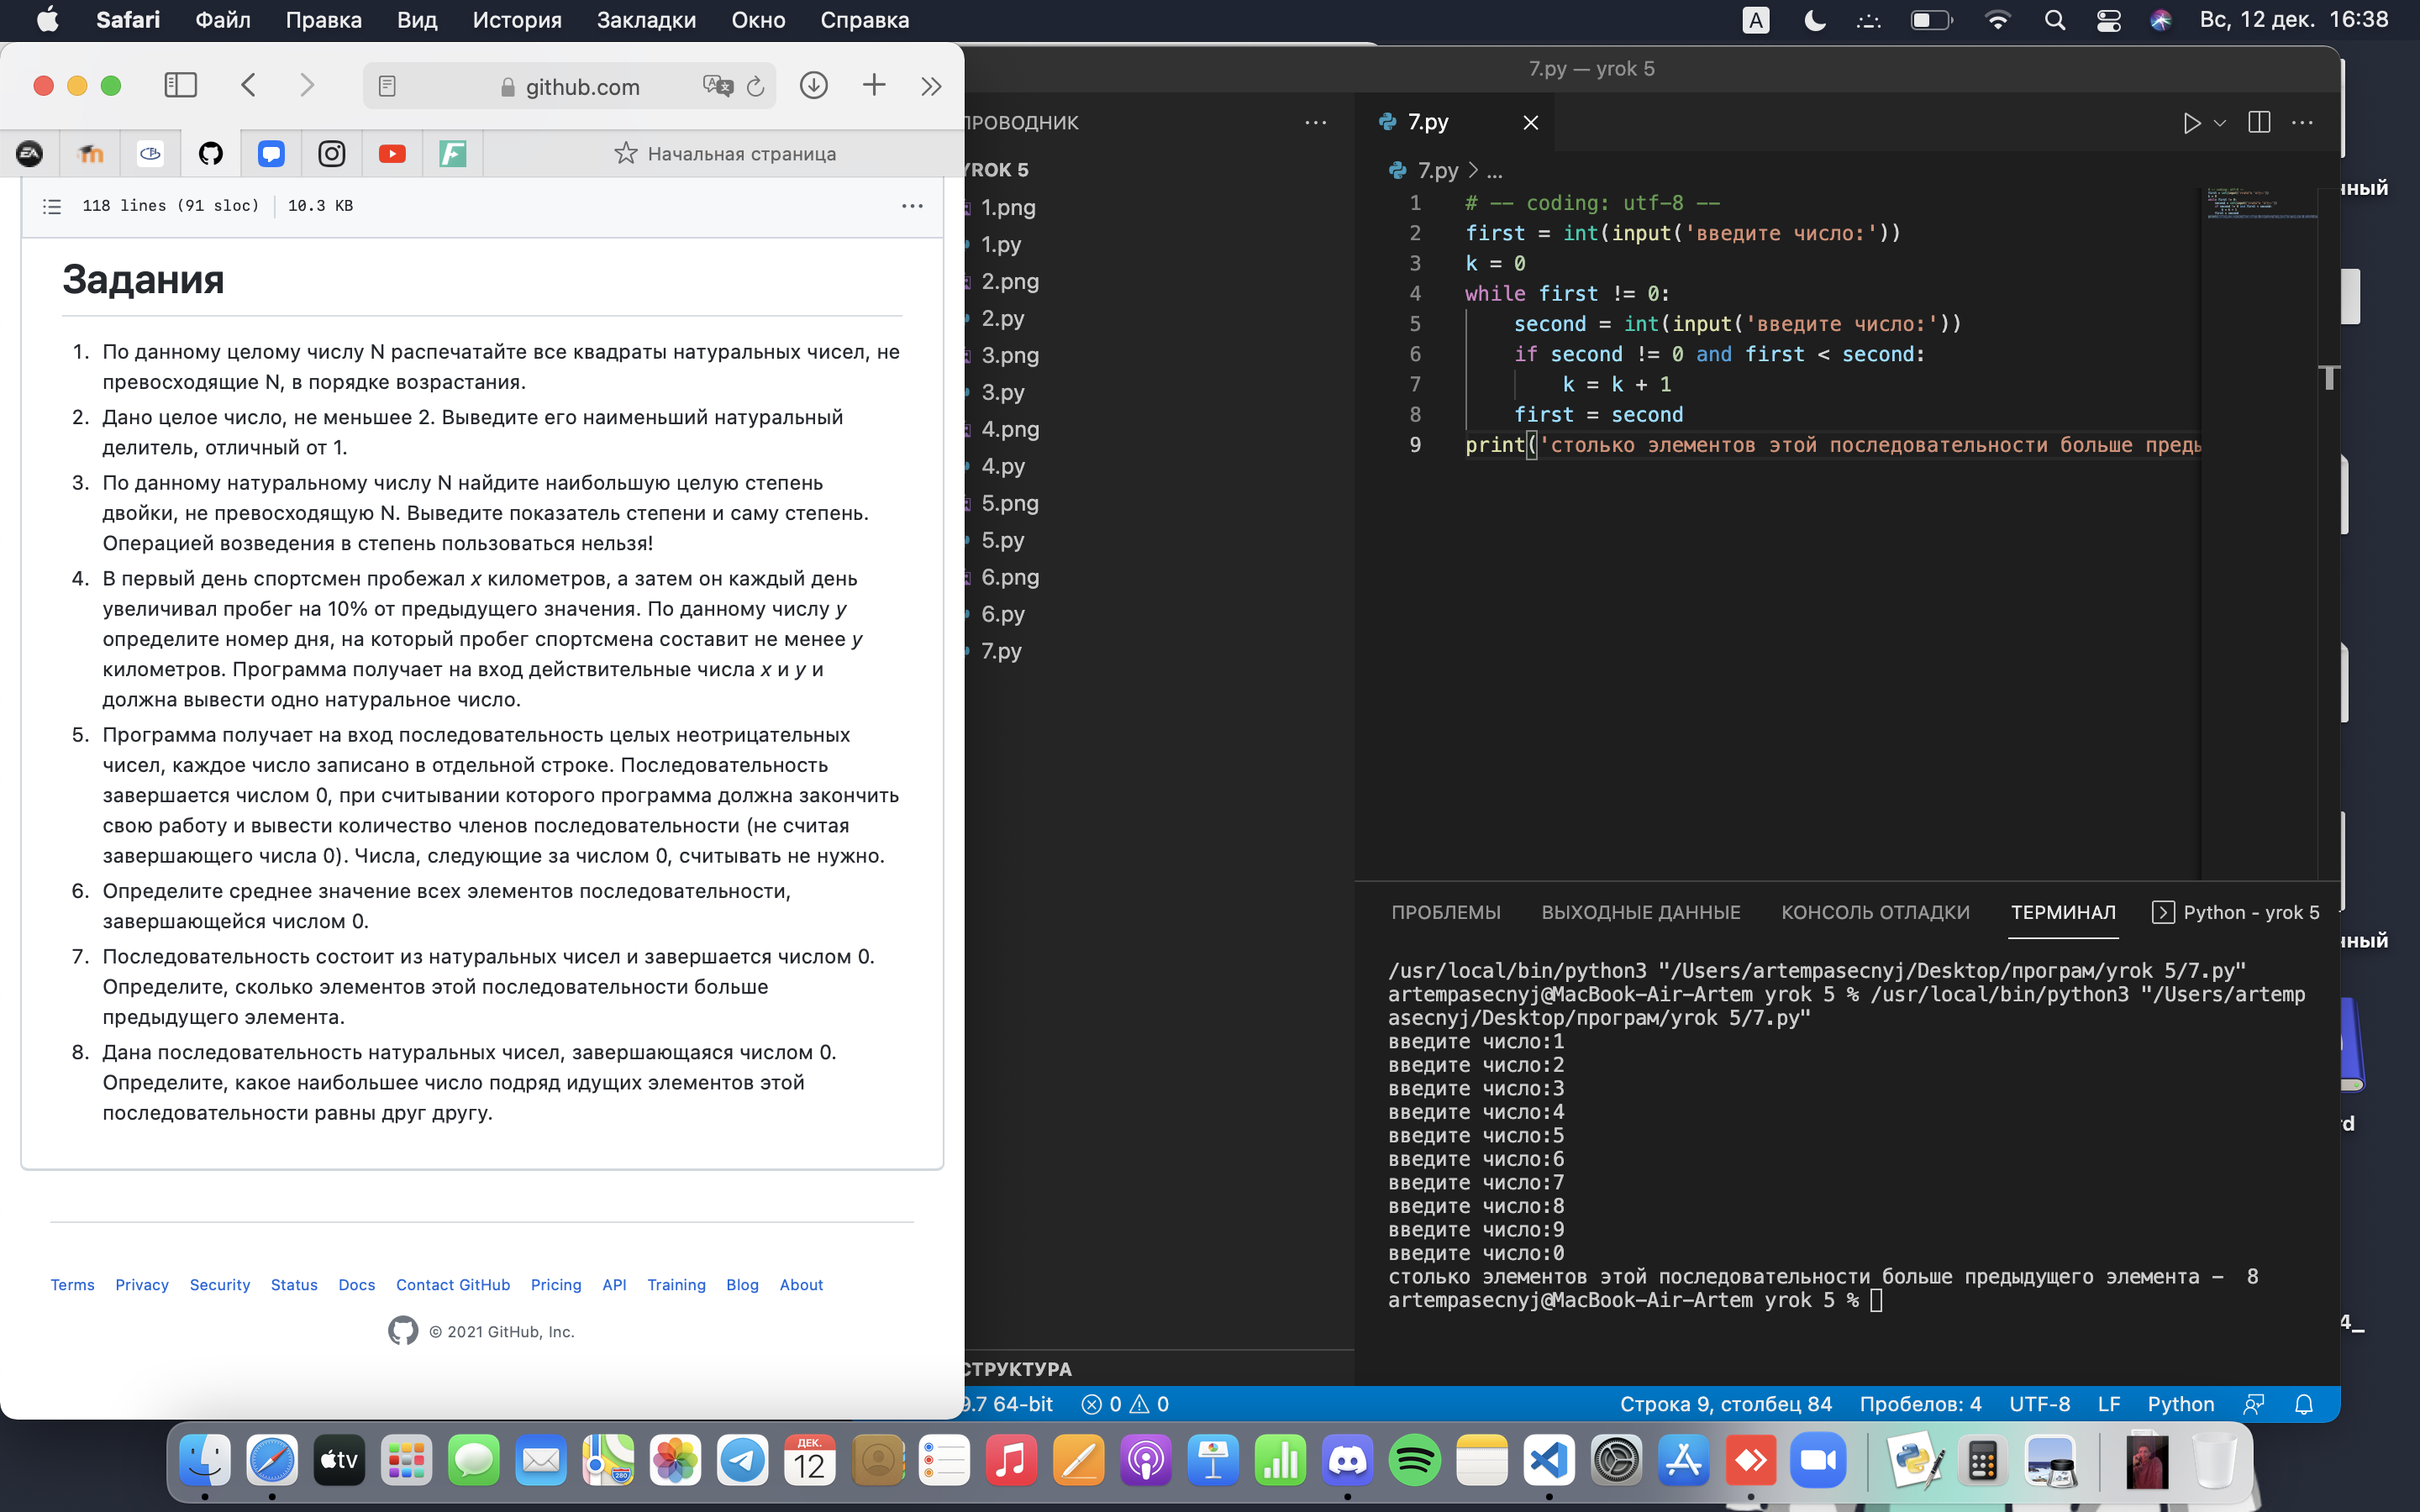 Safari Файл Правка Вид История Закладки Окно Справка
A
Вс, 12 дек. 16:38
github.com
Начальная страница
118 lines (91 sloc) 10.3 KB
Задания
1. По данному целому числу N распечатайте все квадраты натуральных чисел, не
превосходящие N, в порядке возрастания.
2. Дано целое число, не меньшее 2. Выведите его наименьший натуральный
делитель, отличный от 1.
3. По данному натуральному числу N найдите наибольшую целую степень
двойки, не превосходящую N. Выведите показатель степени и саму степень.
Операцией возведения в степень пользоваться нельзя!
4. В первый день спортсмен пробежал x километров, а затем он каждый день
увеличивал пробег на 10% от предыдущего значения. По данному числу y
определите номер дня, на который пробег спортсмена составит не менее y
километров. Программа получает на вход действительные числа x и y и
должна вывести одно натуральное число.
5. Программа получает на вход последовательность целых неотрицательных
чисел, каждое число записано в отдельной строке. Последовательность
завершается числом 0, при считывании которого программа должна закончить
свою работу и вывести количество членов последовательности (не считая
завершающего числа 0). Числа, следующие за числом 0, считывать не нужно.
6. Определите среднее значение всех элементов последовательности,
завершающейся числом 0.
7. Последовательность состоит из натуральных чисел и завершается числом 0.
Определите, сколько элементов этой последовательности больше
предыдущего элемента.
8. Дана последовательность натуральных чисел, завершающаяся числом 0.
Определите, какое наибольшее число подряд идущих элементов этой
последовательности равны друг другу.
Terms Privacy Security Status Docs Contact GitHub Pricing API Training Blog About
© 2021 GitHub, Inc.
7.py — yrok 5
ПРОВОДНИК
YROK 5
1.png
1.py
2.png
2.py
3.png
3.py
4.png
4.py
5.png
5.py
6.png
6.py
7.py
СТРУКТУРА
7.py
7.py > ...
1 # -- coding: utf-8 --
2 first = int(input('введите число:'))
3 k = 0
4 while first != 0:
5 second = int(input('введите число:'))
6 if second != 0 and first < second:
7 k = k + 1
8 first = second
9 print('столько элементов этой последовательности больше преды
ПРОБЛЕМЫ ВЫХОДНЫЕ ДАННЫЕ КОНСОЛЬ ОТЛАДКИ ТЕРМИНАЛ Python - yrok 5
/usr/local/bin/python3 "/Users/artempasecnyj/Desktop/програм/yrok 5/7.py"
artempasecnyj@MacBook-Air-Artem yrok 5 % /usr/local/bin/python3 "/Users/artemp
asecnyj/Desktop/програм/yrok 5/7.py"
введите число:1
введите число:2
введите число:3
введите число:4
введите число:5
введите число:6
введите число:7
введите число:8
введите число:9
введите число:0
столько элементов этой последовательности больше предыдущего элемента - 8
artempasecnyj@MacBook-Air-Artem yrok 5 %
9.7 64-bit 0 0 Строка 9, столбец 84 Пробелов: 4 UTF-8 LF Python
нный
нный
rd
4_
tv
ДЕК.
12
280